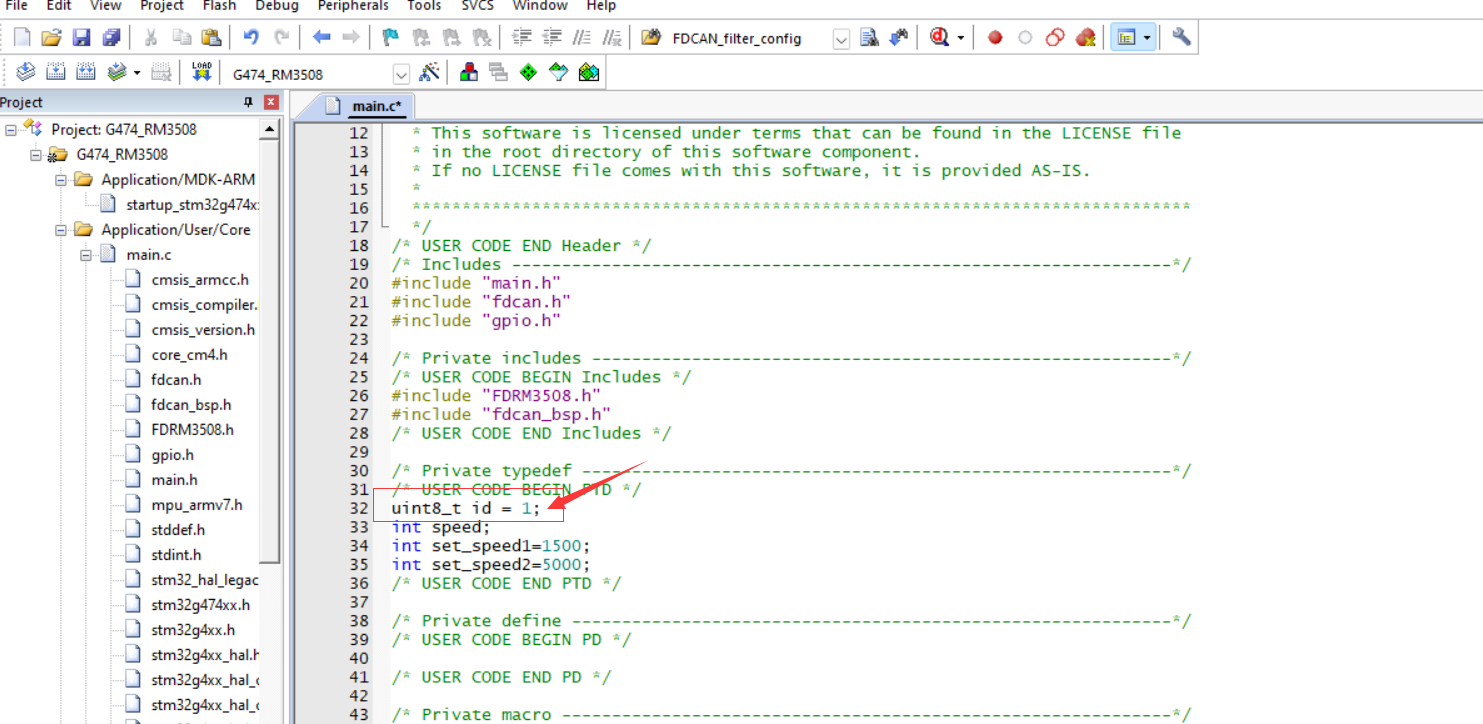 File Edit View Project Flash Debug Peripherals Tools SVCS Window Help
FDCAN_filter_config
LOAD
G474_RM3508
Project
main.c*
Project: G474_RM3508
G474_RM3508
Application/MDK-ARM
startup_stm32g474x
Application/User/Core
main.c
cmsis_armcc.h
cmsis_compiler.
cmsis_version.h
core_cm4.h
fdcan.h
fdcan_bsp.h
FDRM3508.h
gpio.h
main.h
mpu_armv7.h
stddef.h
stdint.h
stm32_hal_legac
stm32g474xx.h
stm32g4xx.h
stm32g4xx_hal.h
stm32g4xx_hal_c
stm32g4xx_hal_c
12 * This software is licensed under terms that can be found in the LICENSE file
13 * in the root directory of this software component.
14 * If no LICENSE file comes with this software, it is provided AS-IS.
15 *
16 ******************************************************************************
17 */
18 /* USER CODE END Header */
19 /* Includes ------------------------------------------------------------------*/
20 #include "main.h"
21 #include "fdcan.h"
22 #include "gpio.h"
23
24 /* Private includes ----------------------------------------------------------*/
25 /* USER CODE BEGIN Includes */
26 #include "FDRM3508.h"
27 #include "fdcan_bsp.h"
28 /* USER CODE END Includes */
29
30 /* Private typedef -----------------------------------------------------------*/
31 /* USER CODE BEGIN PTD */
32 uint8_t id = 1;
33 int speed;
34 int set_speed1=1500;
35 int set_speed2=5000;
36 /* USER CODE END PTD */
37
38 /* Private define ------------------------------------------------------------*/
39 /* USER CODE BEGIN PD */
40
41 /* USER CODE END PD */
42
43 /* Private macro -------------------------------------------------------------*/